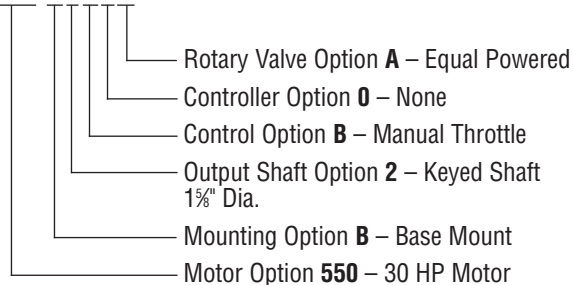 Rotary Valve Option A – Equal Powered
Controller Option 0 – None
Control Option B – Manual Throttle
Output Shaft Option 2 – Keyed Shaft
1⅝" Dia.
Mounting Option B – Base Mount
Motor Option 550 – 30 HP Motor